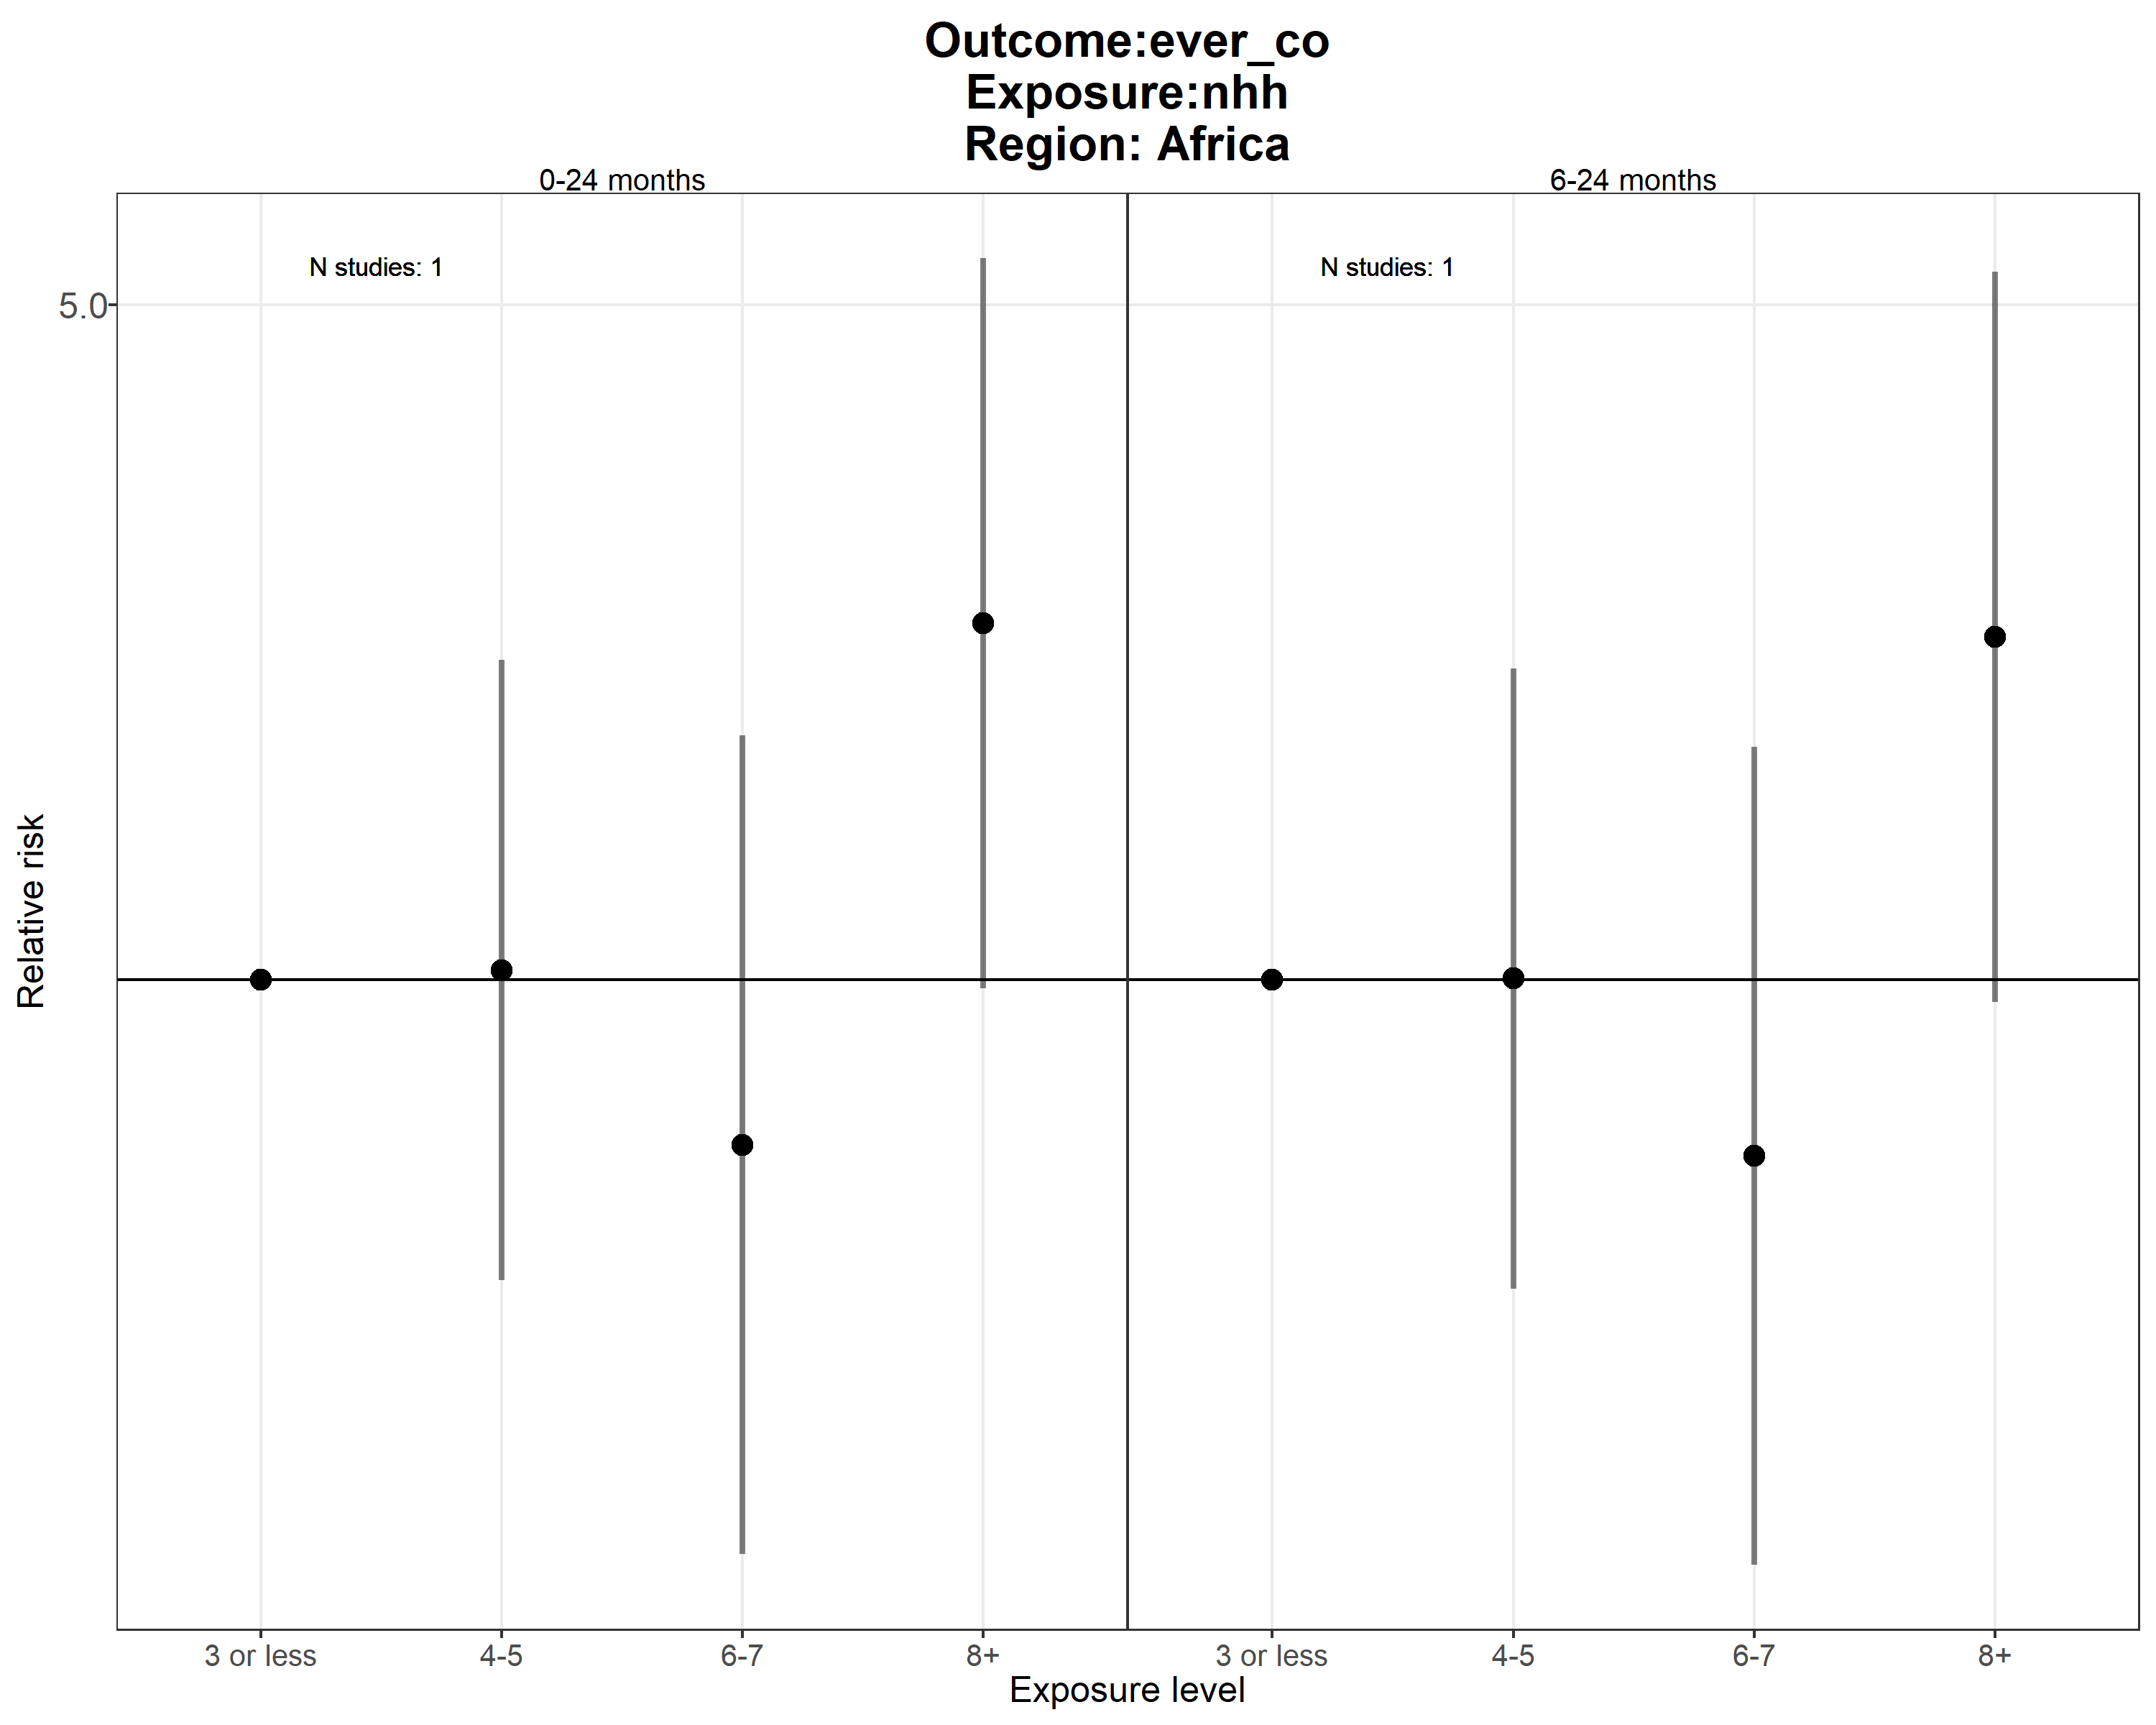 Outcome:ever_co
Exposure:nhh
Region: Africa
0-24 months
6-24 months
N studies: 1
N studies: 1
5.0
Relative risk
3 or less
4-5
6-7
8+
3 or less
4-5
6-7
8+
Exposure level